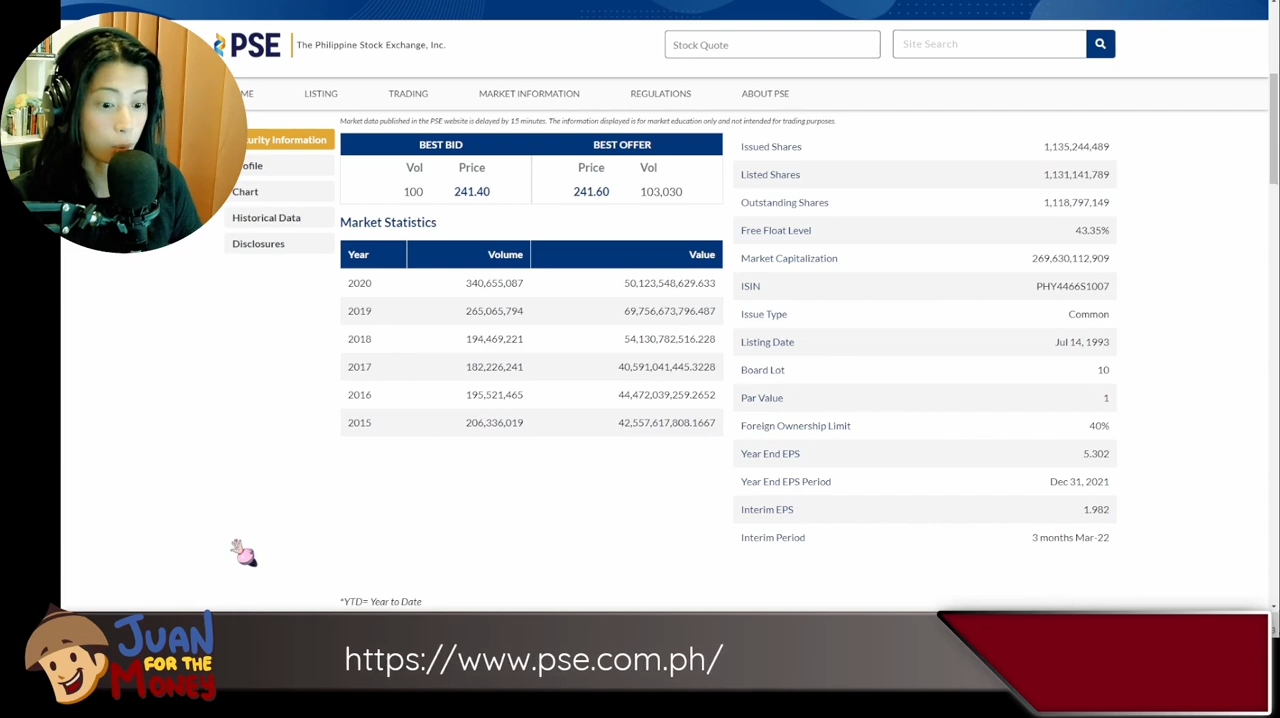 PSE The Philippine Stock Exchange, Inc.
Stock Quote
Site Search
ME LISTING TRADING MARKET INFORMATION REGULATIONS ABOUT PSE
Market data published in the PSE website is delayed by 15 minutes. The information displayed is for market education only and not intended for trading purposes.
curity Information
ofile
Chart
Historical Data
Disclosures
BEST BID BEST OFFER
Vol Price Price Vol
100 241.40 241.60 103,030
Market Statistics
Year Volume Value
2020 340,655,087 50,123,548,629.633
2019 265,065,794 69,756,673,796.487
2018 194,469,221 54,130,782,516.228
2017 182,226,241 40,591,041,445.3228
2016 195,521,465 44,472,039,259.2652
2015 206,336,019 42,557,617,808.1667
Issued Shares 1,135,244,489
Listed Shares 1,131,141,789
Outstanding Shares 1,118,797,149
Free Float Level 43.35%
Market Capitalization 269,630,112,909
ISIN PHY4466S1007
Issue Type Common
Listing Date Jul 14, 1993
Board Lot 10
Par Value 1
Foreign Ownership Limit 40%
Year End EPS 5.302
Year End EPS Period Dec 31, 2021
Interim EPS 1.982
Interim Period 3 months Mar-22
*YTD= Year to Date
JUAN
FOR THE
MONEY
https://www.pse.com.ph/